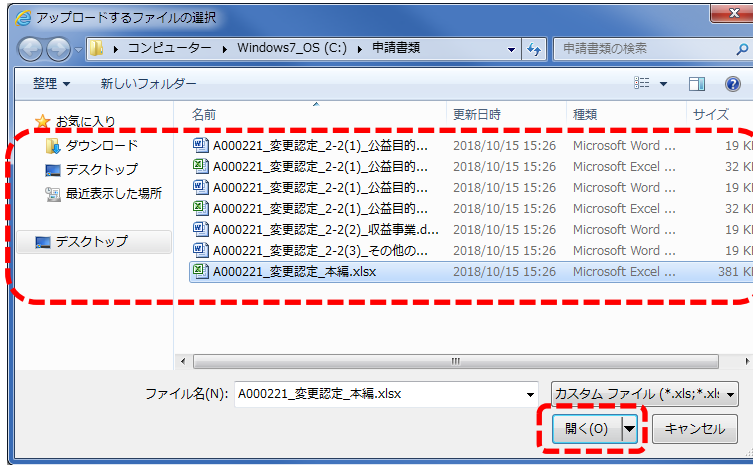 アップロードするファイルの選択
コンピューター ▸ Windows7_OS (C:) ▸ 申請書類
申請書類の検索
整理 新しいフォルダー
名前 更新日時 種類 サイズ
お気に入り
ダウンロード
デスクトップ
最近表示した場所
デスクトップ
A000221_変更認定_2-2(1)_公益目的... 2018/10/15 15:26 Microsoft Word ... 19 KB
A000221_変更認定_2-2(1)_公益目的... 2018/10/15 15:26 Microsoft Excel ... 32 KB
A000221_変更認定_2-2(1)_公益目的... 2018/10/15 15:26 Microsoft Word ... 19 KB
A000221_変更認定_2-2(1)_公益目的... 2018/10/15 15:26 Microsoft Excel ... 32 KB
A000221_変更認定_2-2(2)_収益事業.d... 2018/10/15 15:26 Microsoft Word ... 19 KB
A000221_変更認定_2-2(3)_その他の... 2018/10/15 15:26 Microsoft Word ... 19 KB
A000221_変更認定_本編.xlsx 2018/10/15 15:26 Microsoft Excel ... 381 KB
ファイル名(N): A000221_変更認定_本編.xlsx カスタム ファイル (*.xls;*.xl:
開く(O) キャンセル